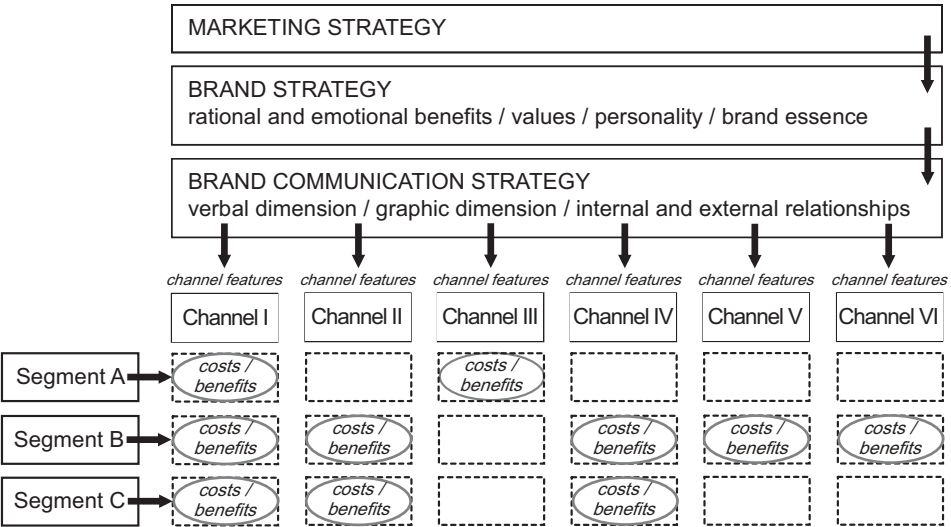 MARKETING STRATEGY
BRAND STRATEGY
rational and emotional benefits / values / personality / brand essence
BRAND COMMUNICATION STRATEGY
verbal dimension / graphic dimension / internal and external relationships
channel features channel features channel features channel features channel features channel features
Channel I Channel II Channel III Channel IV Channel V Channel VI
Segment A
costs /
benefits
costs /
benefits
Segment B
costs /
benefits
costs /
benefits
costs /
benefits
costs /
benefits
costs /
benefits
Segment C
costs /
benefits
costs /
benefits
costs /
benefits